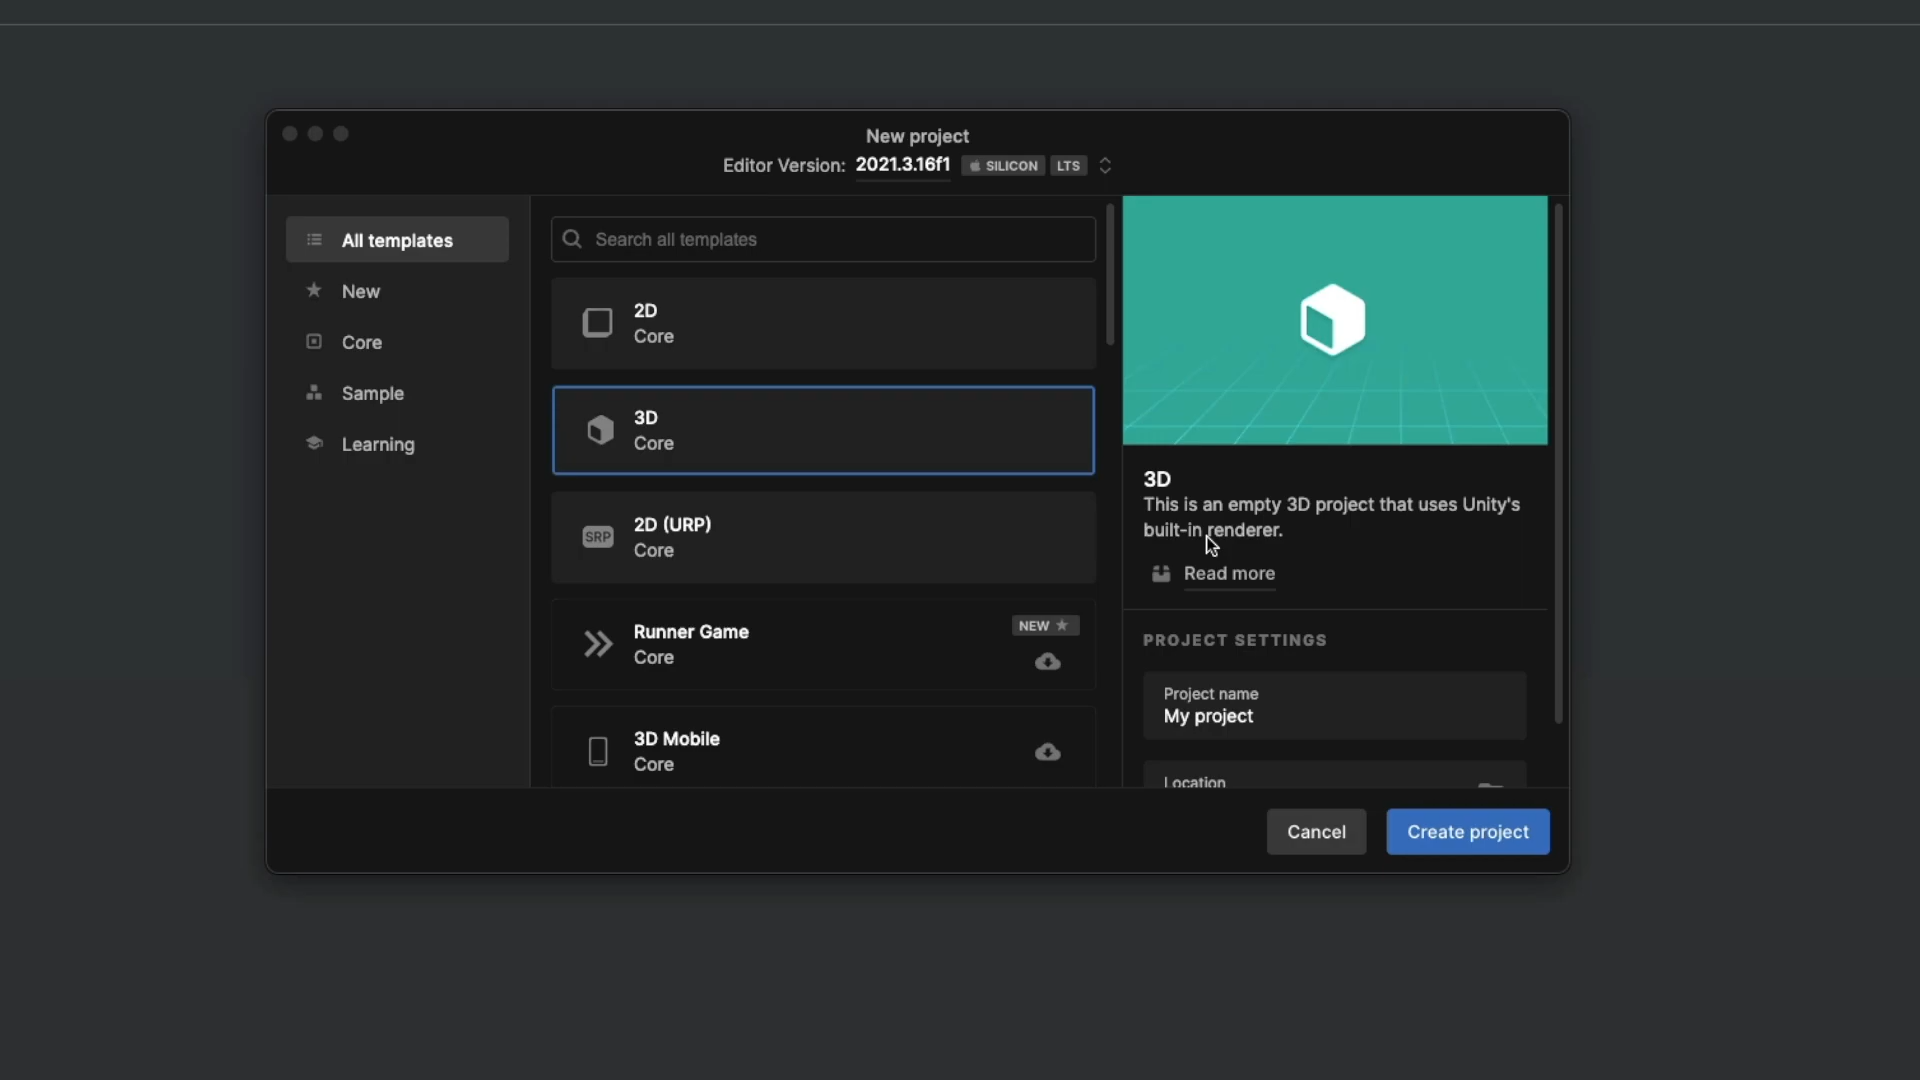 New project
Editor Version: 2021.3.16f1 SILICON LTS
All templates
New
Core
Sample
Learning
Search all templates
2D
Core
3D
Core
SRP
2D (URP)
Core
Runner Game
Core
NEW
3D Mobile
Core
3D
This is an empty 3D project that uses Unity's
built-in renderer.
Read more
PROJECT SETTINGS
Project name
My project
Location
Cancel
Create project